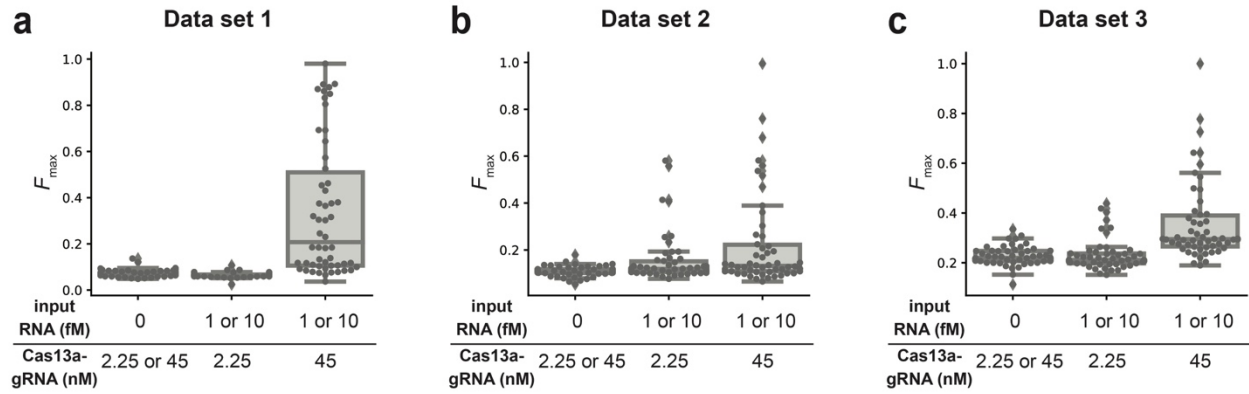 a Data set 1
1.0
0.8
0.6
0.4
0.2
0.0
Fmax
input
RNA (fM) 0 1 or 10 1 or 10
Cas13a-
gRNA (nM) 2.25 or 45 2.25 45
b Data set 2
1.0
0.8
0.6
0.4
0.2
Fmax
input
RNA (fM) 0 1 or 10 1 or 10
Cas13a-
gRNA (nM) 2.25 or 45 2.25 45
c Data set 3
1.0
0.8
0.6
0.4
0.2
Fmax
input
RNA (fM) 0 1 or 10 1 or 10
Cas13a-
gRNA (nM) 2.25 or 45 2.25 45